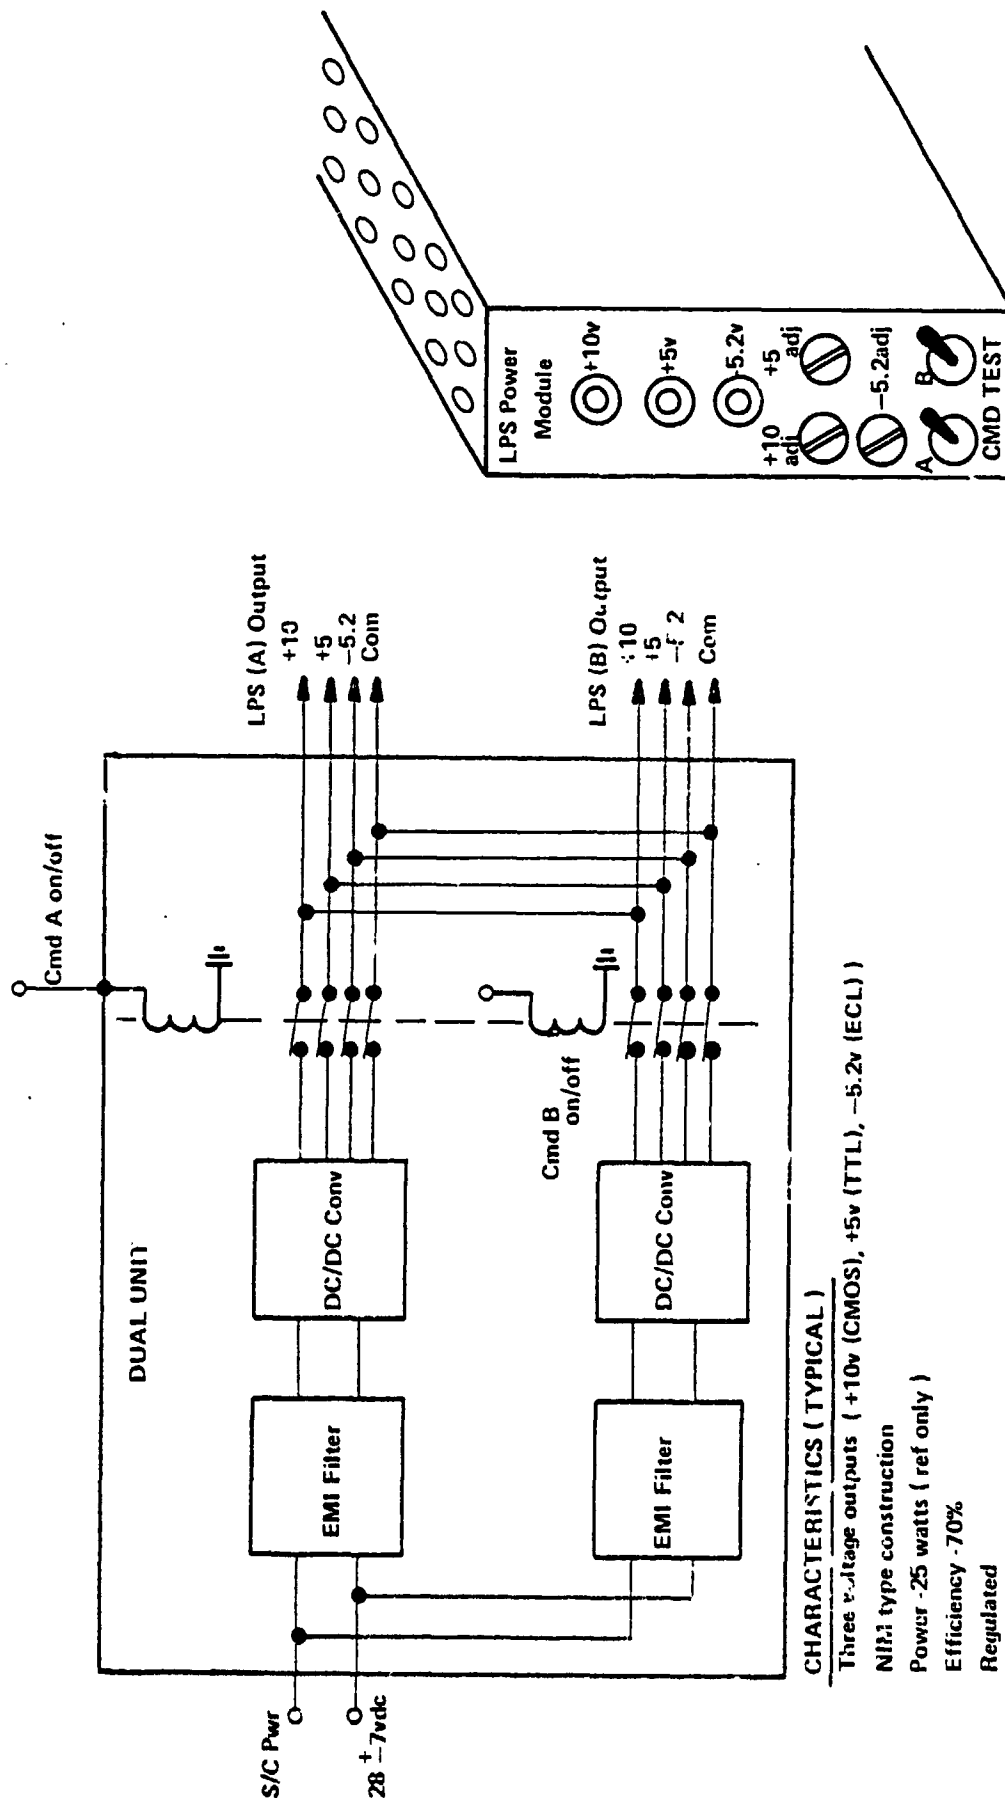 Cmd A on/off
DUAL UNIT
S/C Pwr
28 ± 7vdc
EMI Filter
DC/DC Conv
LPS (A) Output
+10
+5
-5.2
Com
Cmd B
on/off
EMI Filter
DC/DC Conv
LPS (B) Output
+5
Com
LPS Power
Module
+10v
+5v
-5.2v
+10
adj
+5
adj
-5.2adj
A
B
CMD TEST
CHARACTERISTICS ( TYPICAL )
Three voltage outputs ( +10v (CMOS), +5v (TTL), -5.2v (ECL) )
NIM type construction
Power -25 watts ( ref only )
Efficiency -70%
Regulated